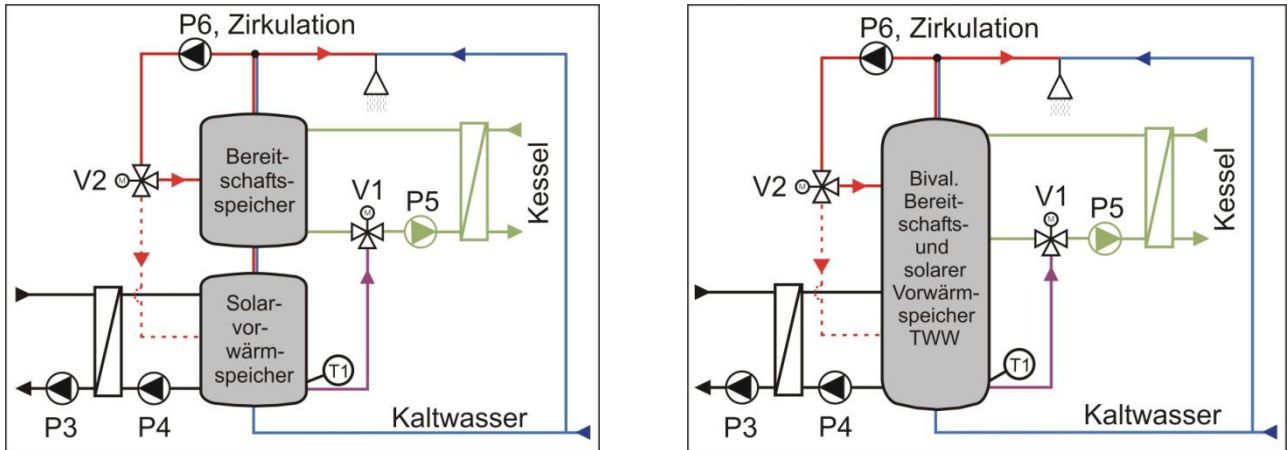 P6, Zirkulation
V2
M
Bereit-
schafts-
speicher
V1
M
P5
Kessel
Solar-
vor-
wärm-
speicher
T1
P3
P4
Kaltwasser
P6, Zirkulation
V2
M
Bival.
Bereit-
schafts-
und
solarer
Vorwärm-
speicher
TWW
V1
M
P5
Kessel
T1
P3
P4
Kaltwasser